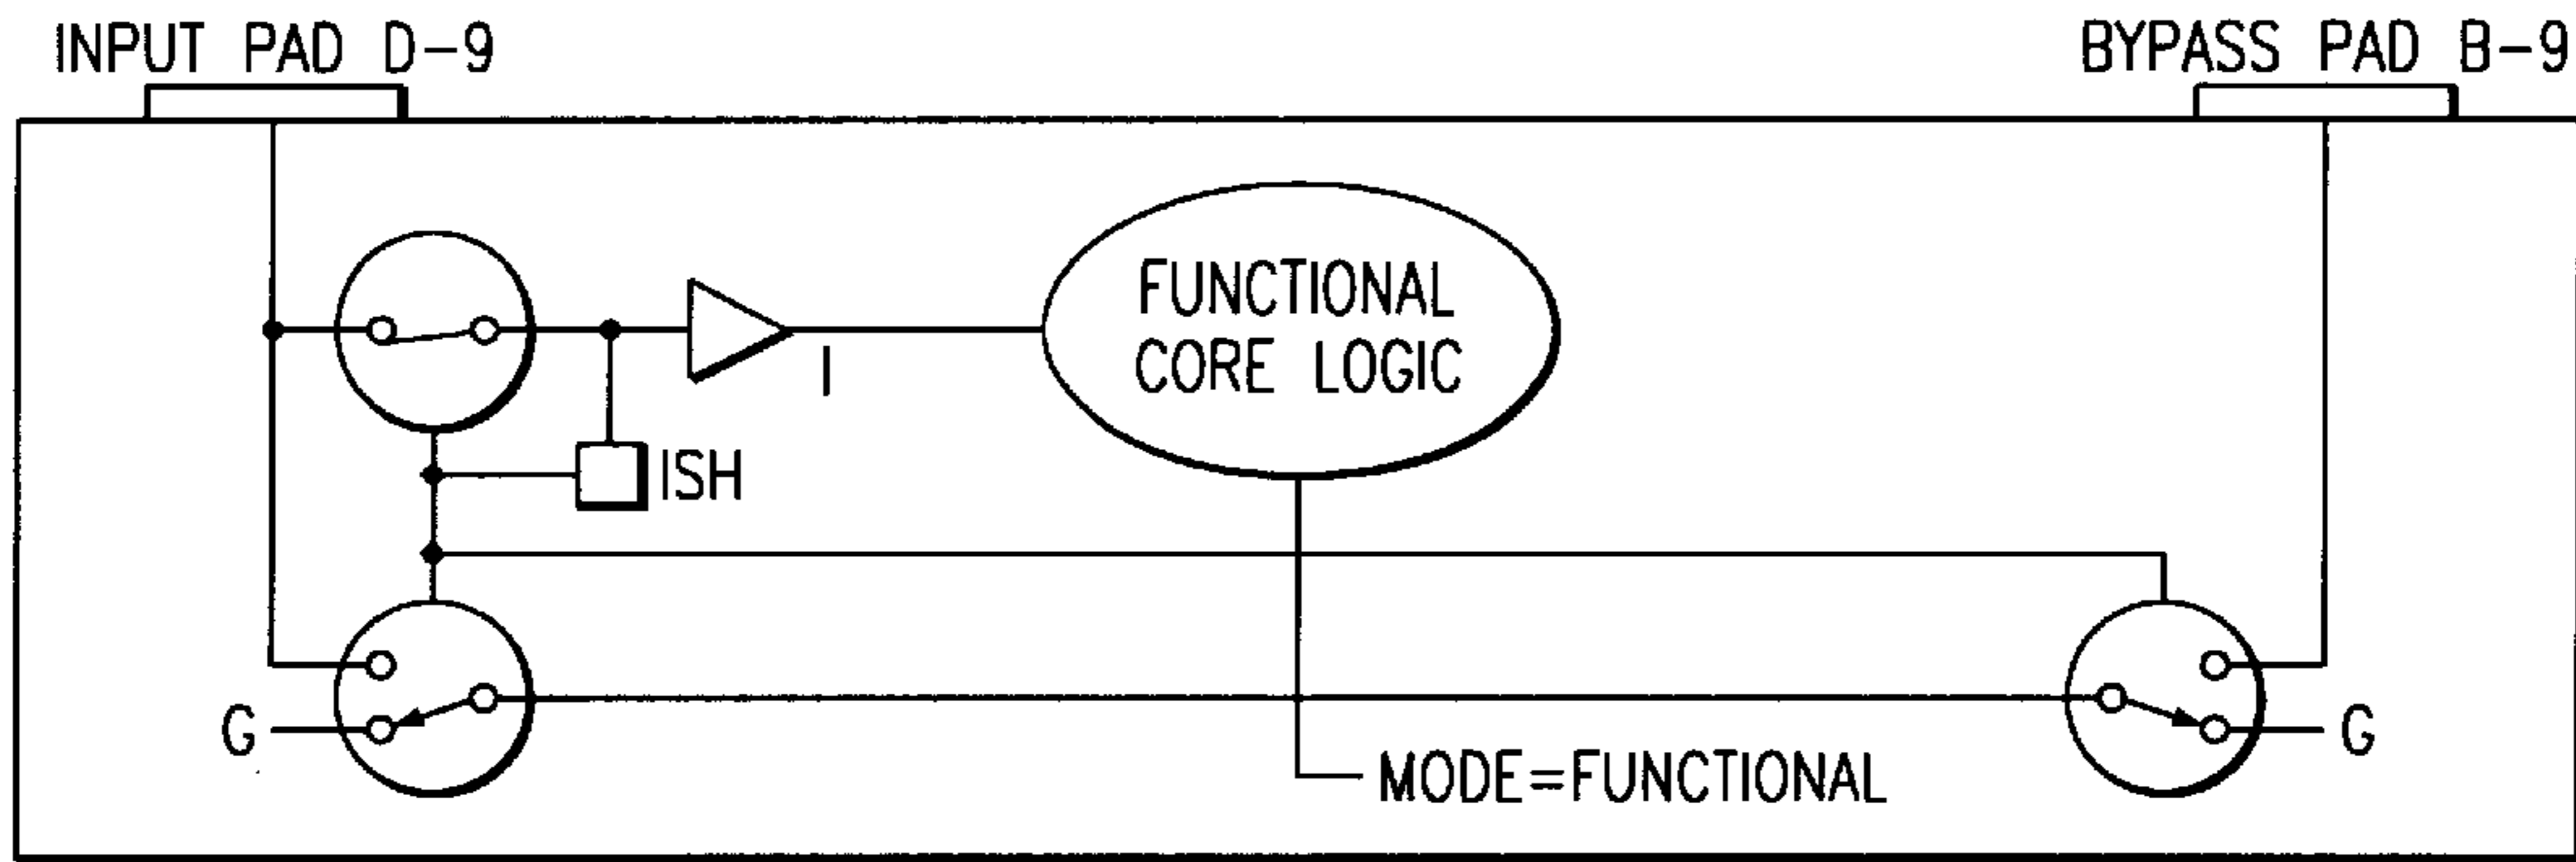 INPUT PAD D-9
BYPASS PAD B-9
FUNCTIONAL
CORE LOGIC
I
ISH
G
G
MODE=FUNCTIONAL